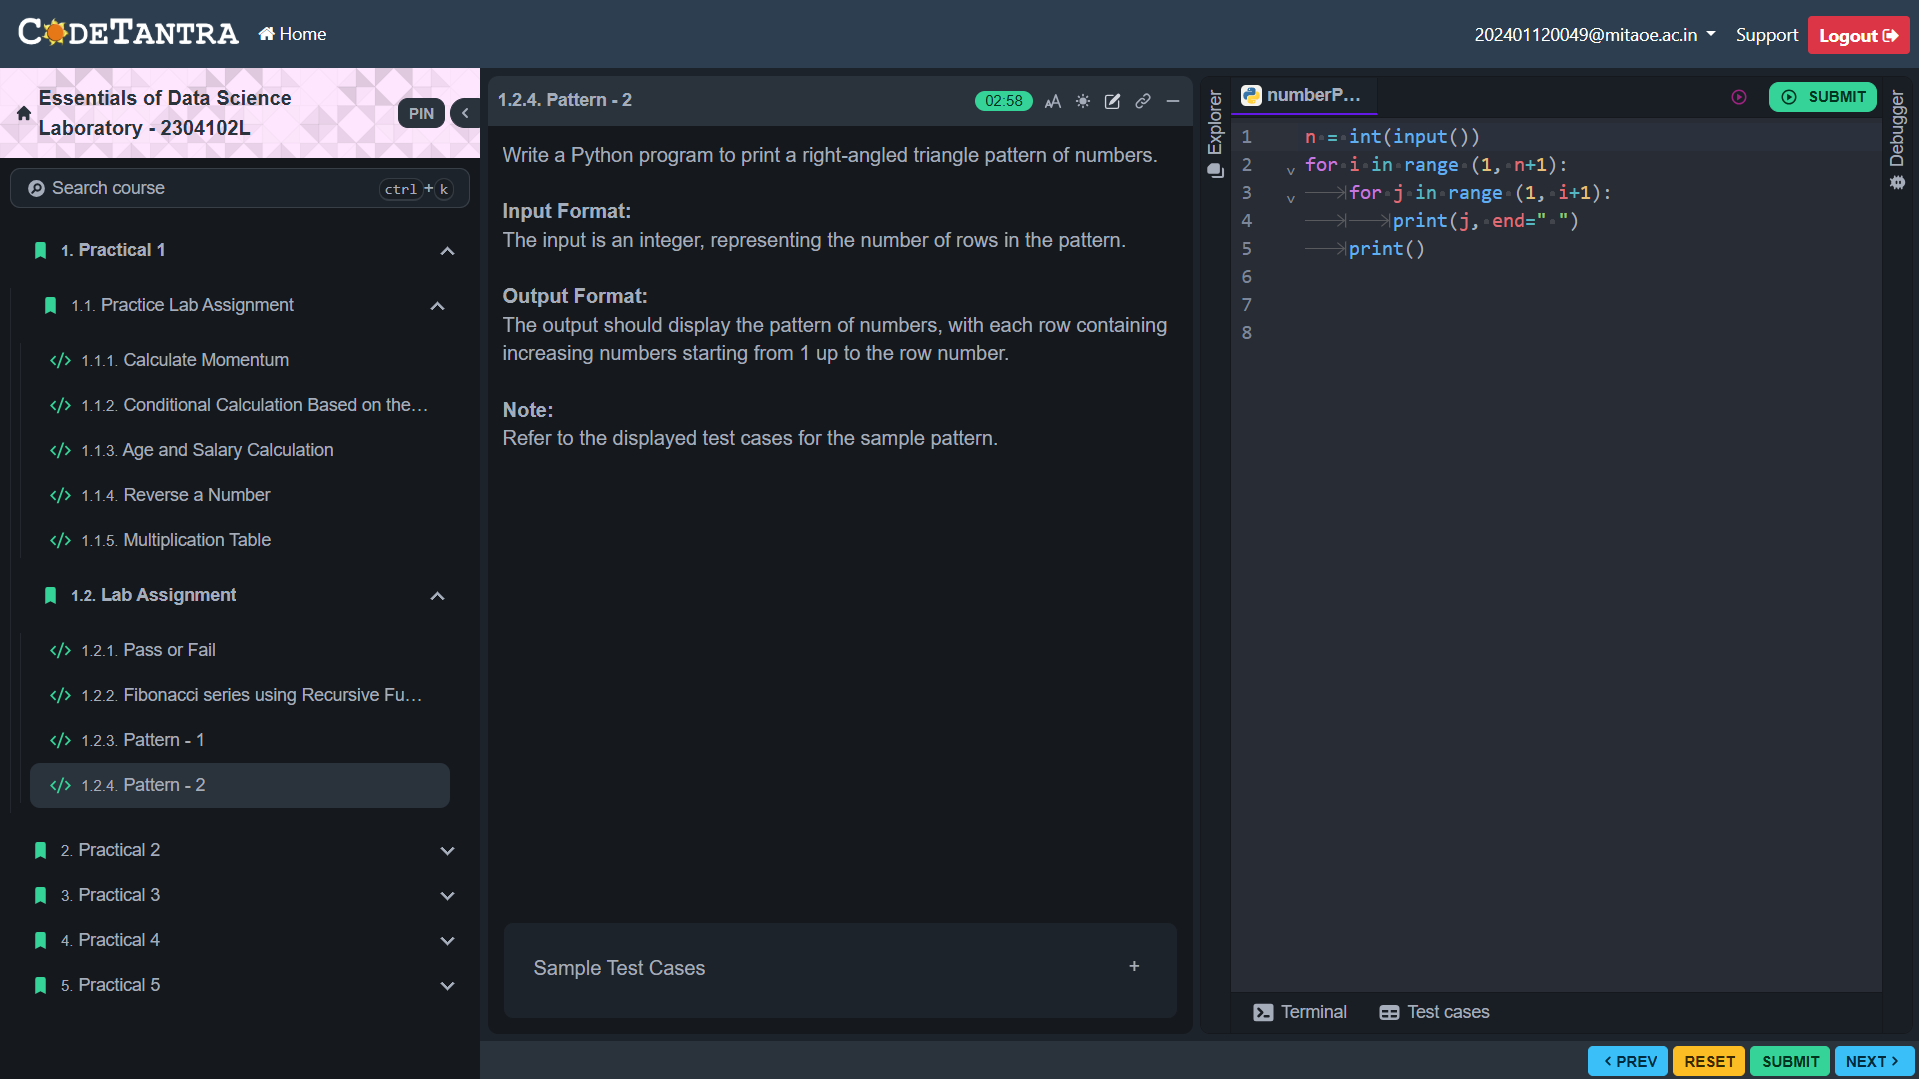 CODETANTRA
Home
202401120049@mitaoe.ac.in
Support
Logout
Essentials of Data Science
Laboratory - 2304102L
PIN
Search course
ctrl + k
1. Practical 1
1.1. Practice Lab Assignment
</> 1.1.1. Calculate Momentum
</> 1.1.2. Conditional Calculation Based on the...
</> 1.1.3. Age and Salary Calculation
</> 1.1.4. Reverse a Number
</> 1.1.5. Multiplication Table
1.2. Lab Assignment
</> 1.2.1. Pass or Fail
</> 1.2.2. Fibonacci series using Recursive Fu...
</> 1.2.3. Pattern - 1
</> 1.2.4. Pattern - 2
2. Practical 2
3. Practical 3
4. Practical 4
5. Practical 5
1.2.4. Pattern - 2
02:58
AA
Write a Python program to print a right-angled triangle pattern of numbers.
Input Format:
The input is an integer, representing the number of rows in the pattern.
Output Format:
The output should display the pattern of numbers, with each row containing
increasing numbers starting from 1 up to the row number.
Note:
Refer to the displayed test cases for the sample pattern.
Sample Test Cases
+
Explorer
numberP...
SUBMIT
Debugger
1 n = int(input())
2 for i in range (1, n+1):
3 for j in range (1, i+1):
4 print(j, end=" ")
5 print()
6
7
8
Terminal
Test cases
< PREV
RESET
SUBMIT
NEXT >